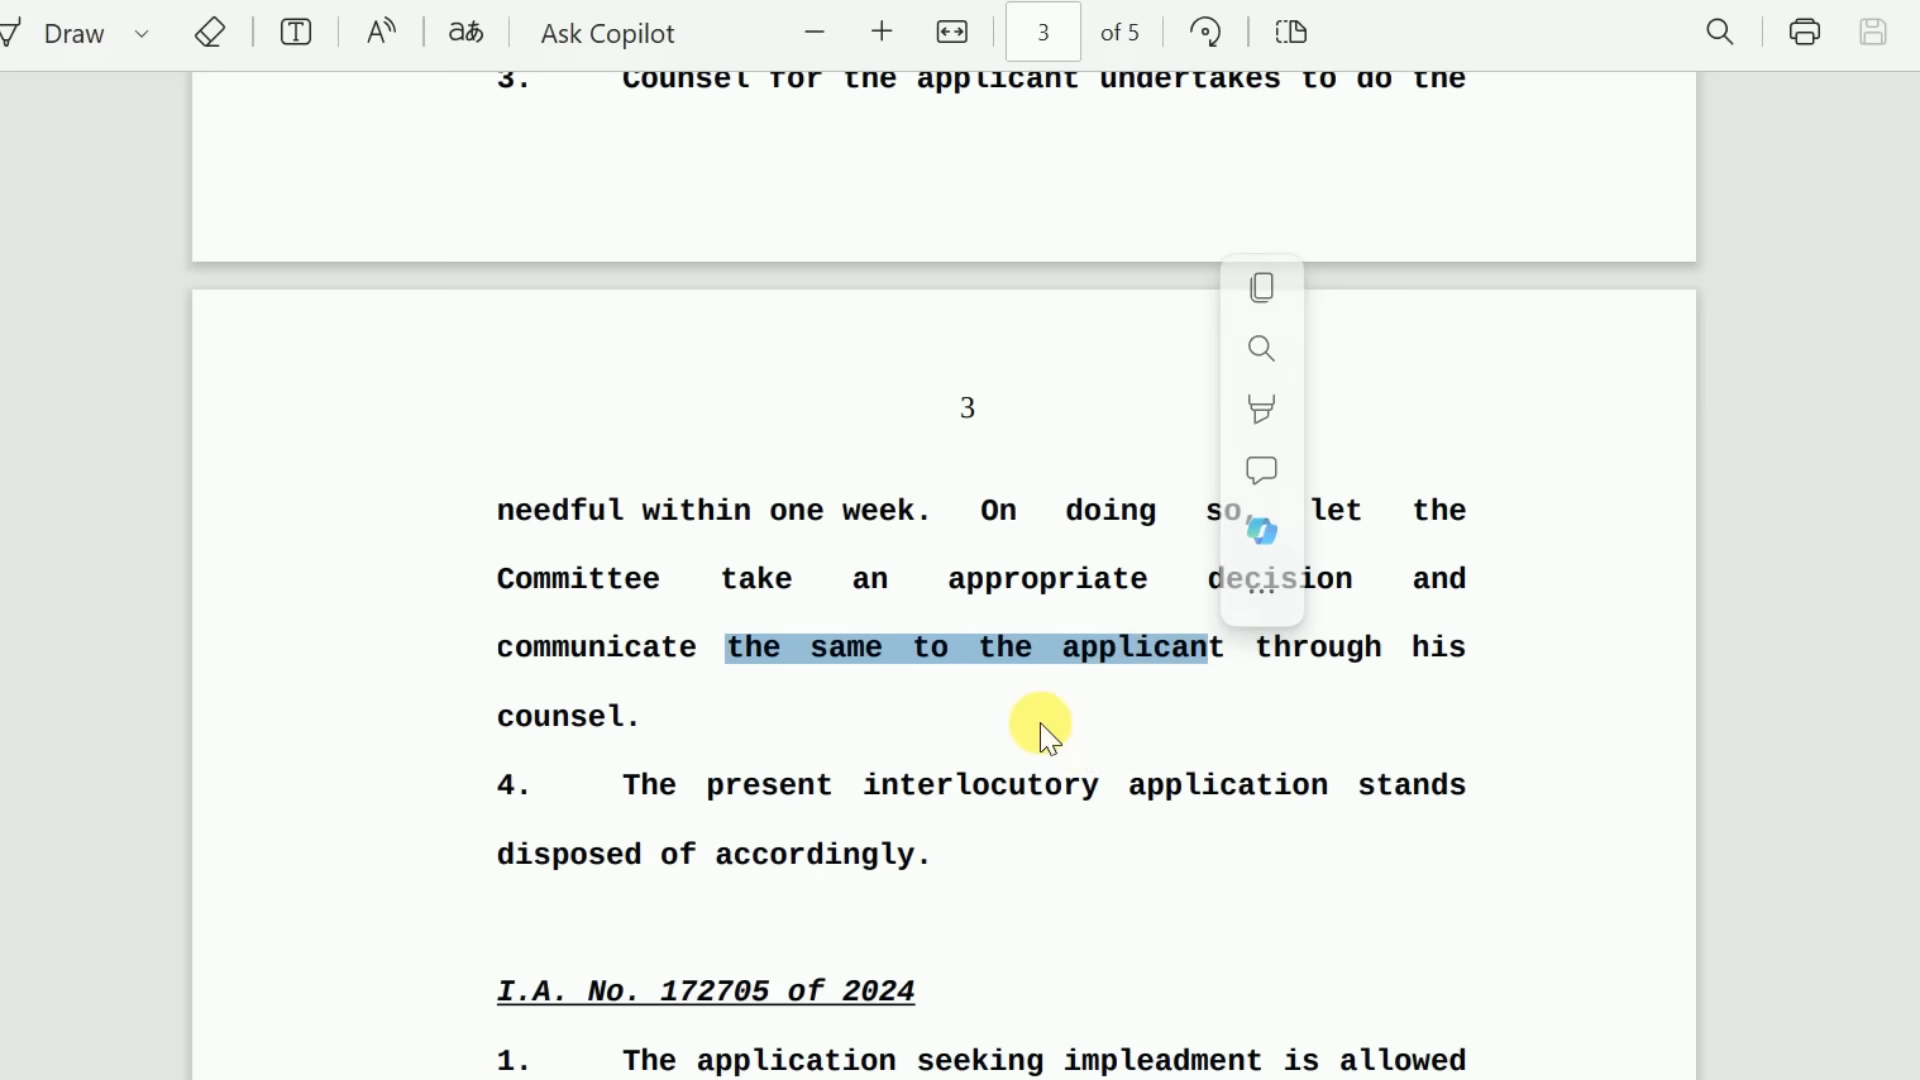 Draw
aあ
Ask Copilot
3
of 5
3. Counsel for the applicant undertakes to do the
3
needful within one week. On doing so, let the
Committee take an appropriate decision and
communicate the same to the applicant through his
counsel.
4. The present interlocutory application stands
disposed of accordingly.
I.A. No. 172705 of 2024
1. The application seeking impleadment is allowed